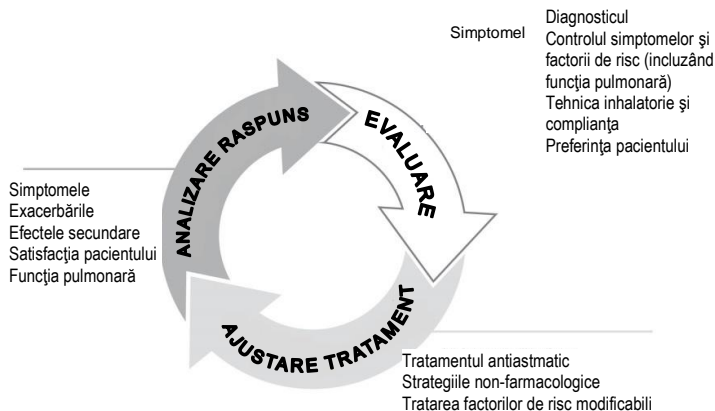 Simptomel
Diagnosticul
Controlul simptomelor şi
factorii de risc (incluzând
funcţia pulmonară)
Tehnica inhalatorie şi
complianţa
Preferinţa pacientului
EVALUARE
ANALIZARE RASPUNS
Simptomele
Exacerbările
Efectele secundare
Satisfacţia pacientului
Funcţia pulmonară
AJUSTARE TRATAMENT
Tratamentul antiastmatic
Strategiile non-farmacologice
Tratarea factorilor de risc modificabili